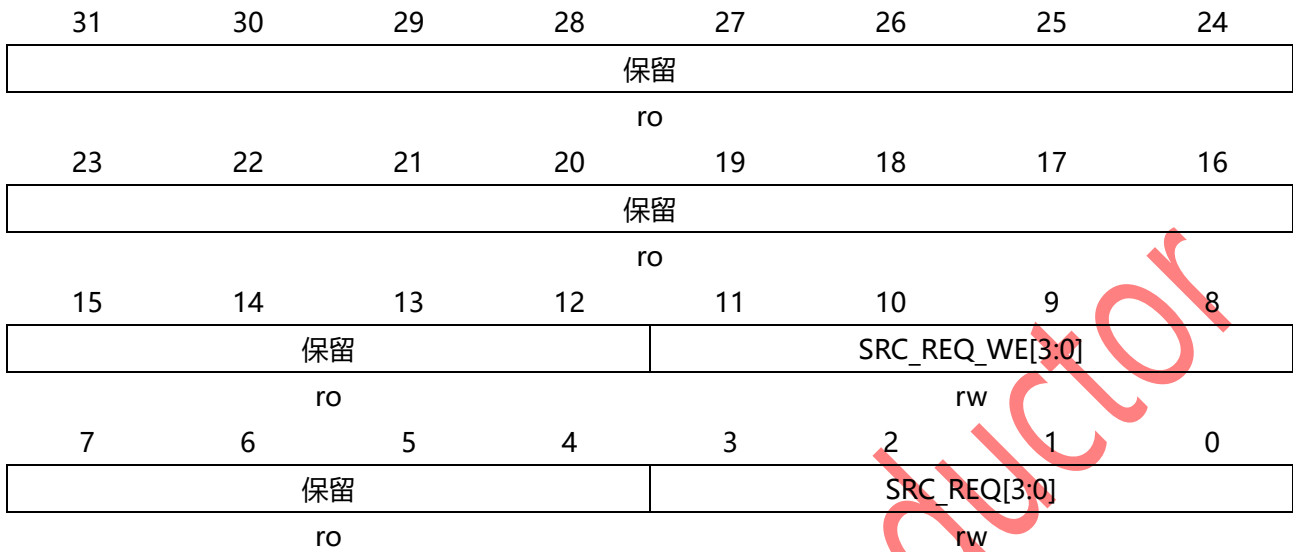 31 30 29 28 27 26 25 24
保留
ro
23 22 21 20 19 18 17 16
保留
ro
15 14 13 12 11 10 9 8
保留 SRC_REQ_WE[3:0]
ro rw
7 6 5 4 3 2 1 0
保留 SRC_REQ[3:0]
ro rw
ductor